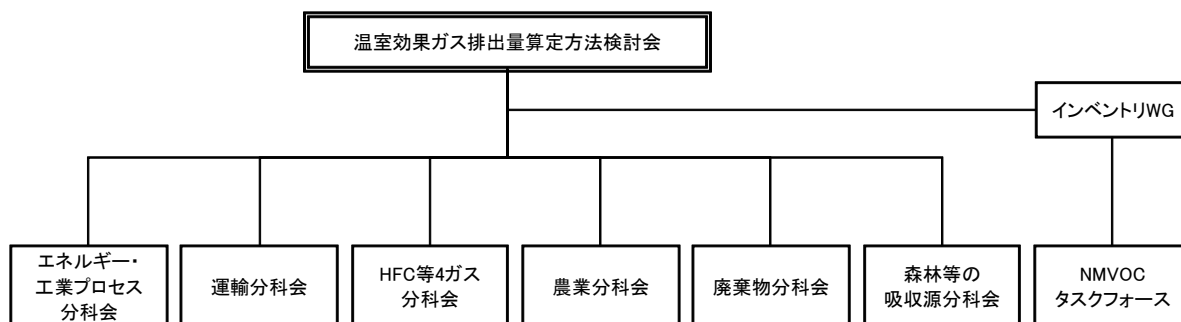 温室効果ガス排出量算定方法検討会
インベントリWG
エネルギー・
工業プロセス
分科会
運輸分科会
HFC等4ガス
分科会
農業分科会
廃棄物分科会
森林等の
吸収源分科会
NMVOC
タスクフォース